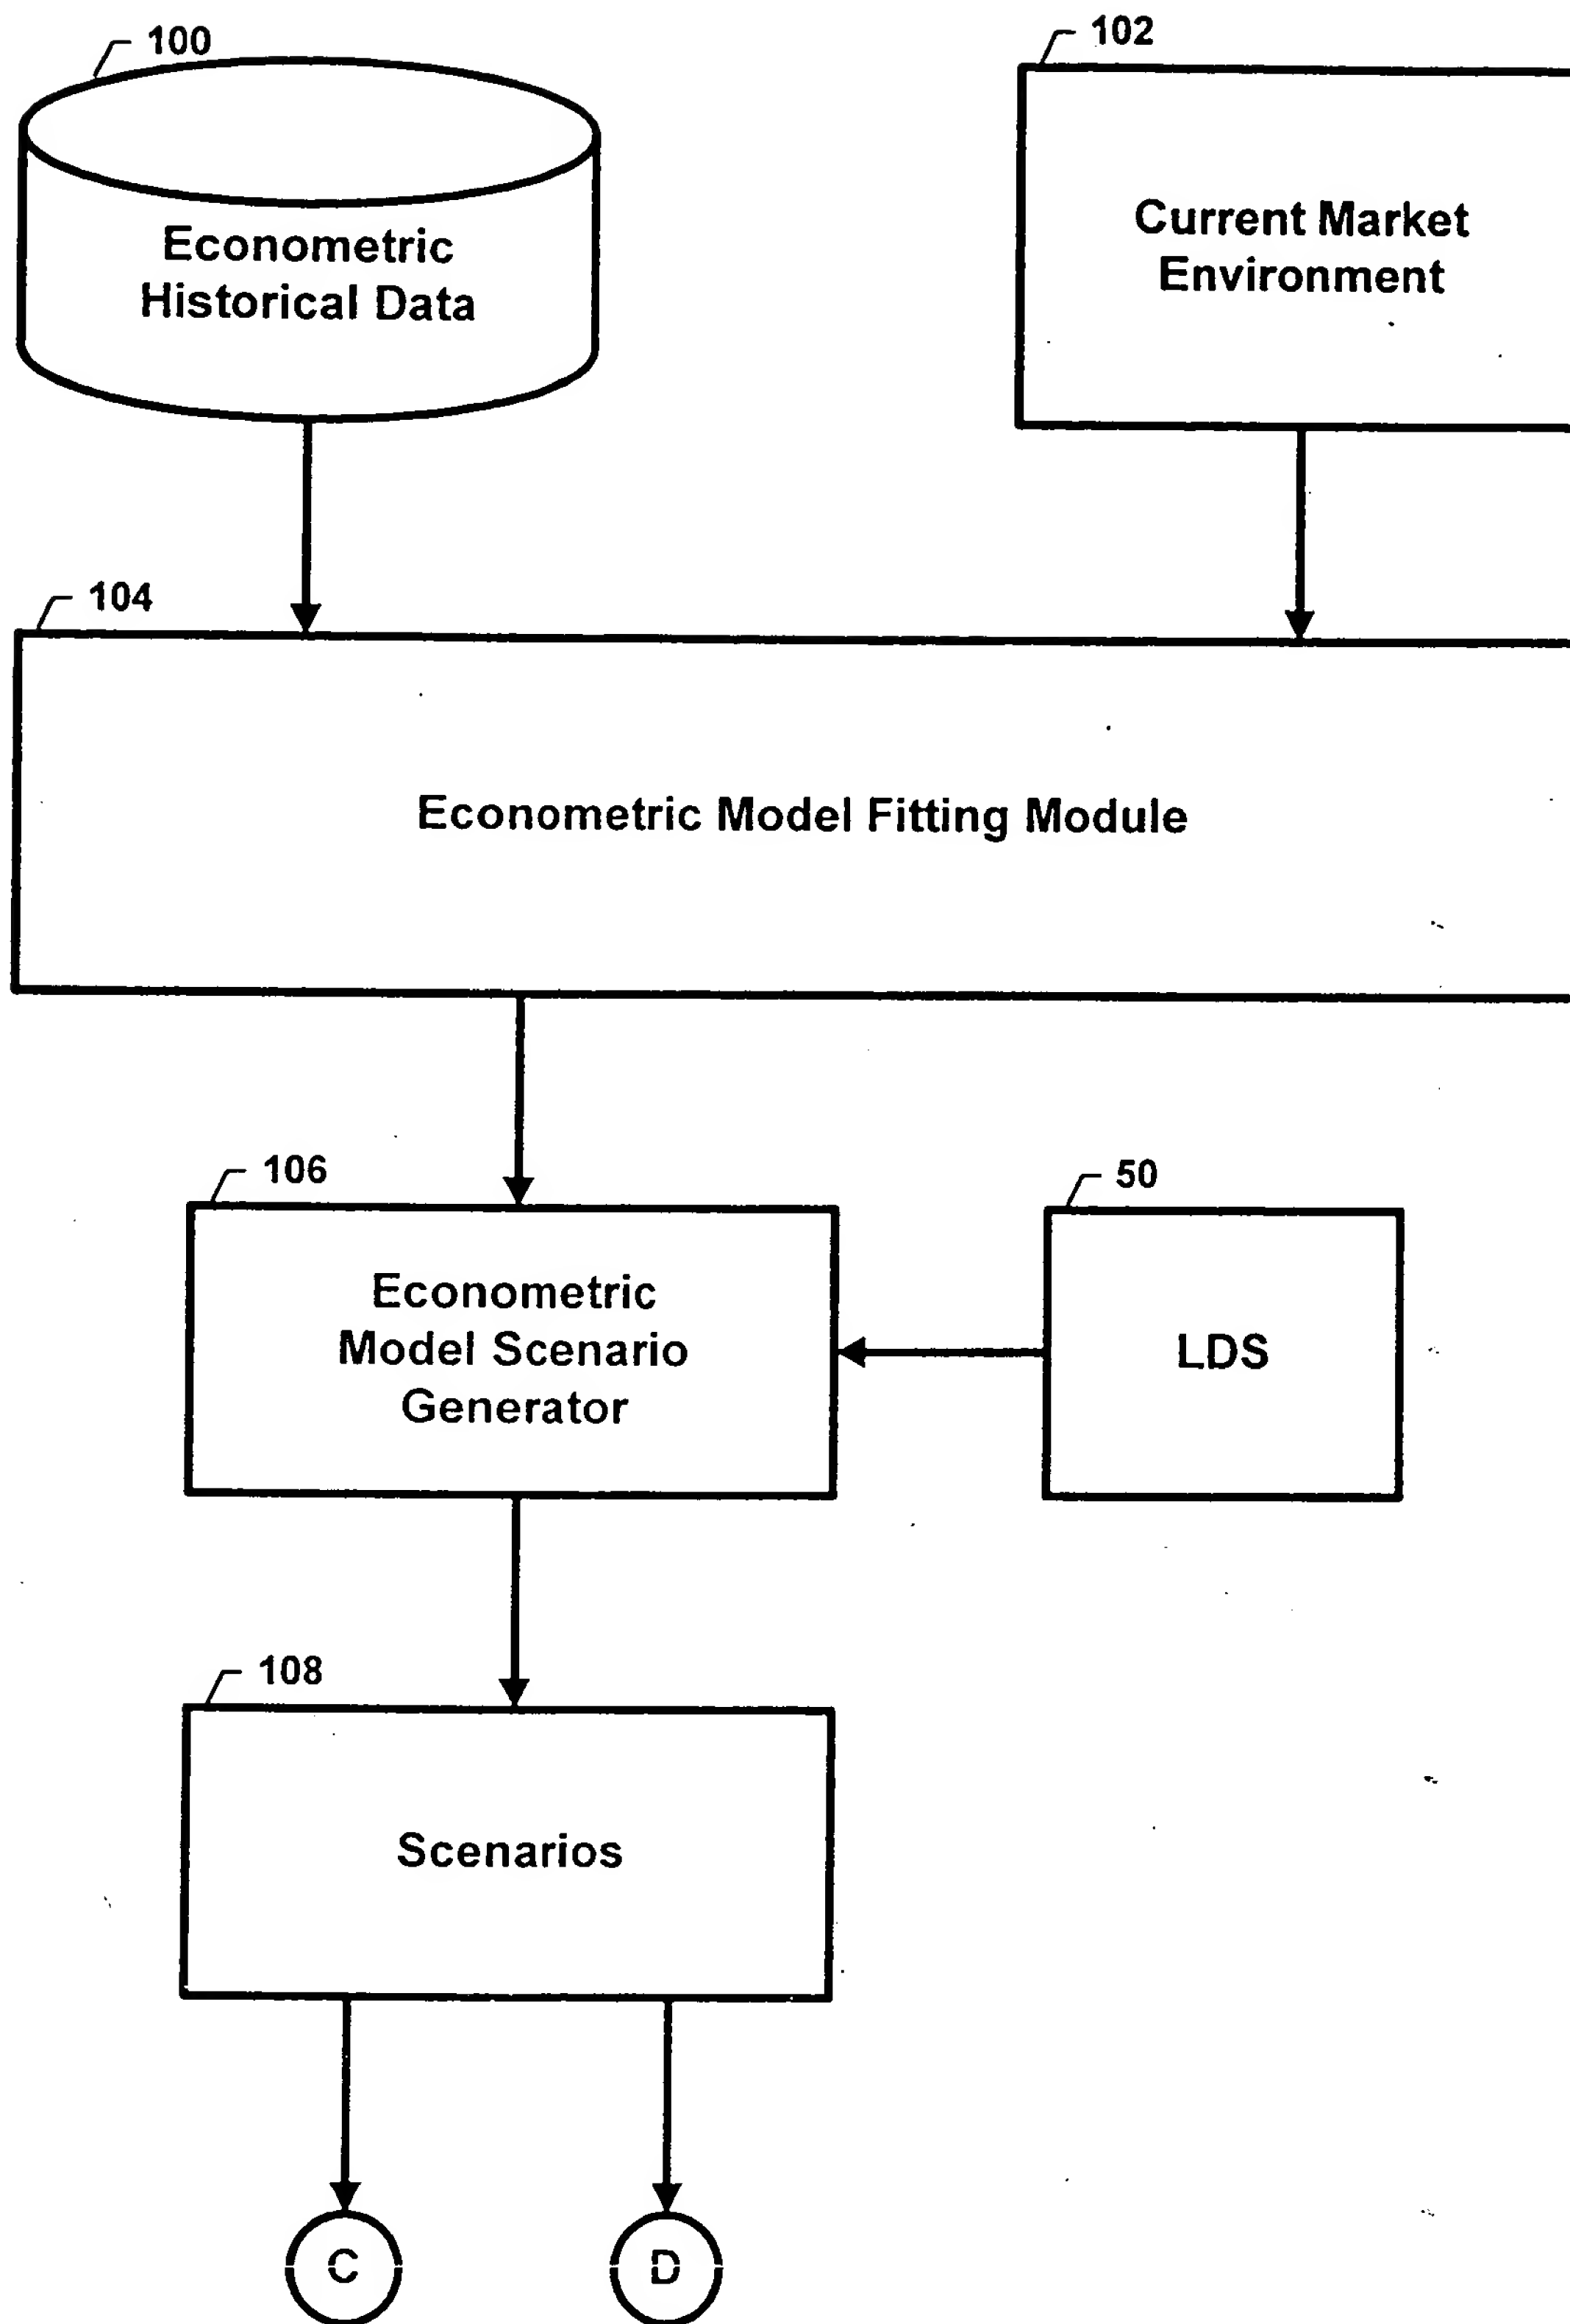 100
102
Econometric
Historical Data
Current Market
Environment
104
Econometric Model Fitting Module
106
50
Econometric
Model Scenario
Generator
LDS
108
Scenarios
C
D